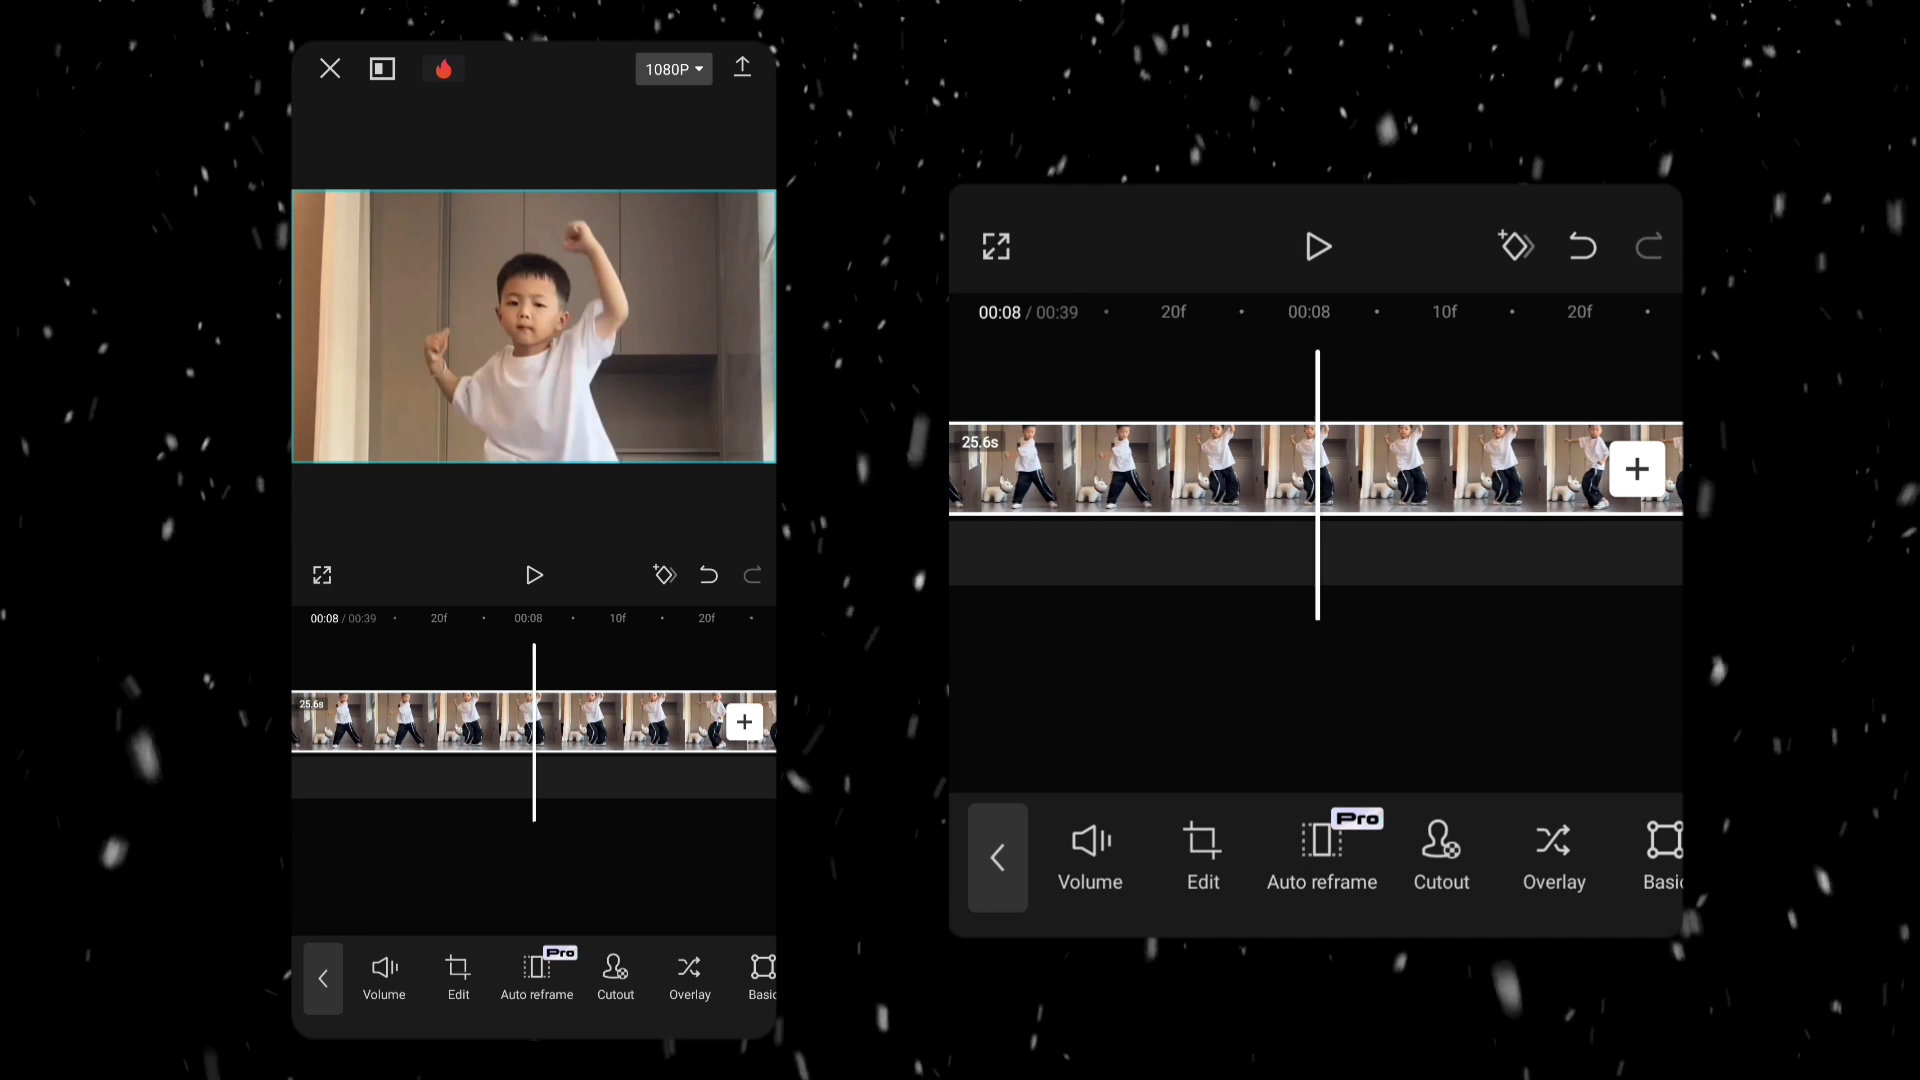 1080P
00:08 / 00:39 20f 00:08 10f 20f
25.6s
Pro
Volume Edit Auto reframe Cutout Overlay Basic
00:08 / 00:39 20f 00:08 10f 20f
25.6s
Pro
Volume Edit Auto reframe Cutout Overlay Basic